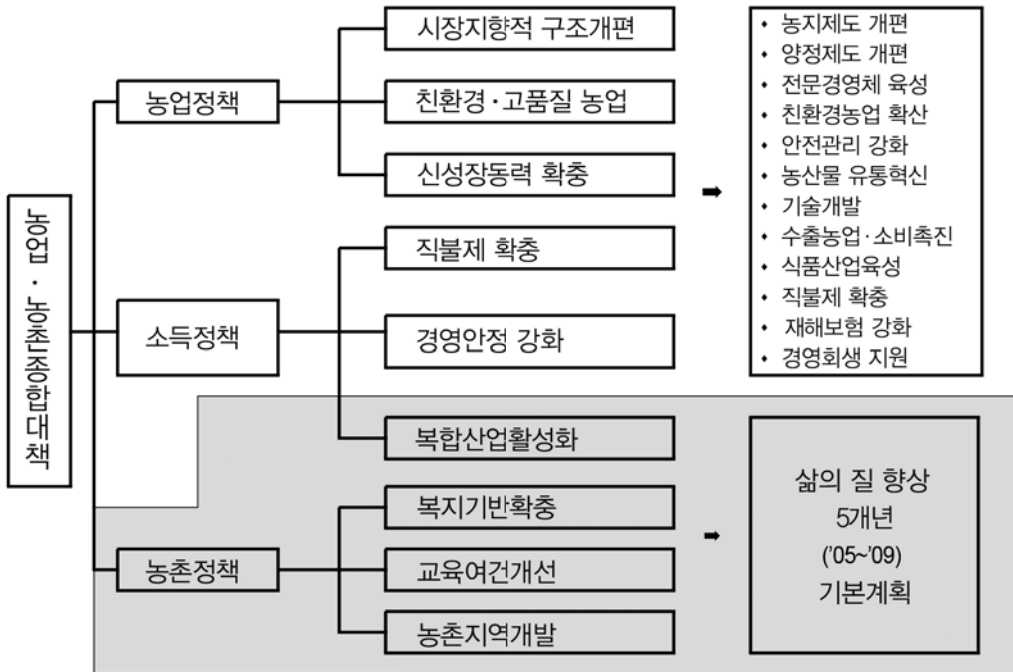 농업·농촌종합대책
농업정책
시장지향적 구조개편
친환경·고품질 농업
신성장동력 확충
소득정책
직불제 확충
경영안정 강화
복합산업활성화
농촌정책
복지기반확충
교육여건개선
농촌지역개발
➡
• 농지제도 개편
• 양정제도 개편
• 전문경영체 육성
• 친환경농업 확산
• 안전관리 강화
• 농산물 유통혁신
• 기술개발
• 수출농업·소비촉진
• 식품산업육성
• 직불제 확충
• 재해보험 강화
• 경영회생 지원
➡
삶의 질 향상
5개년
('05~'09)
기본계획